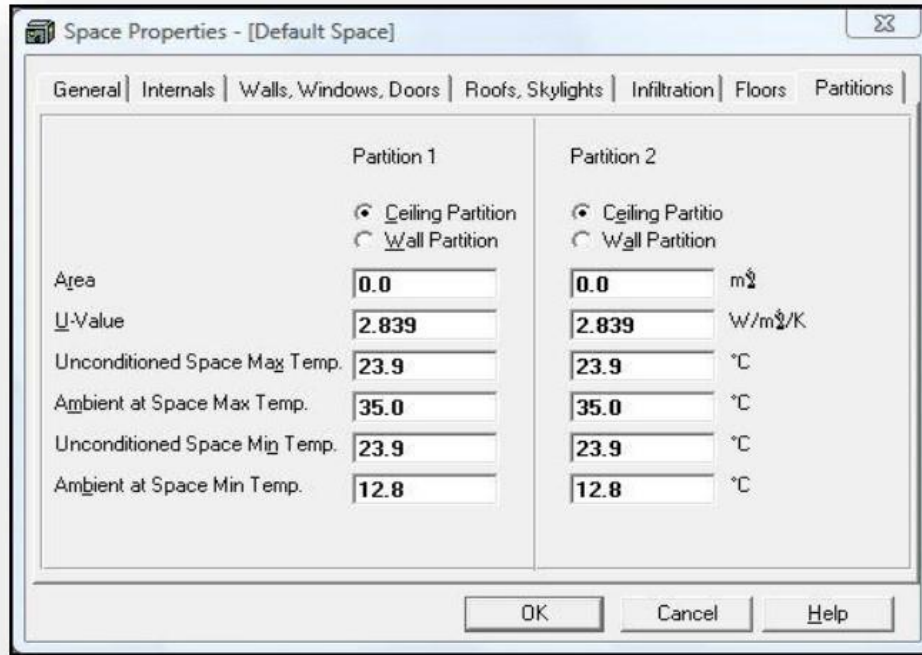 Space Properties - [Default Space]
General Internals Walls, Windows, Doors Roofs, Skylights Infiltration Floors Partitions
Partition 1 Partition 2
Ceiling Partition Ceiling Partitio
Wall Partition Wall Partition
Area 0.0 0.0 m²
U-Value 2.839 2.839 W/m²/K
Unconditioned Space Max Temp. 23.9 23.9 °C
Ambient at Space Max Temp. 35.0 35.0 °C
Unconditioned Space Min Temp. 23.9 23.9 °C
Ambient at Space Min Temp. 12.8 12.8 °C
OK Cancel Help